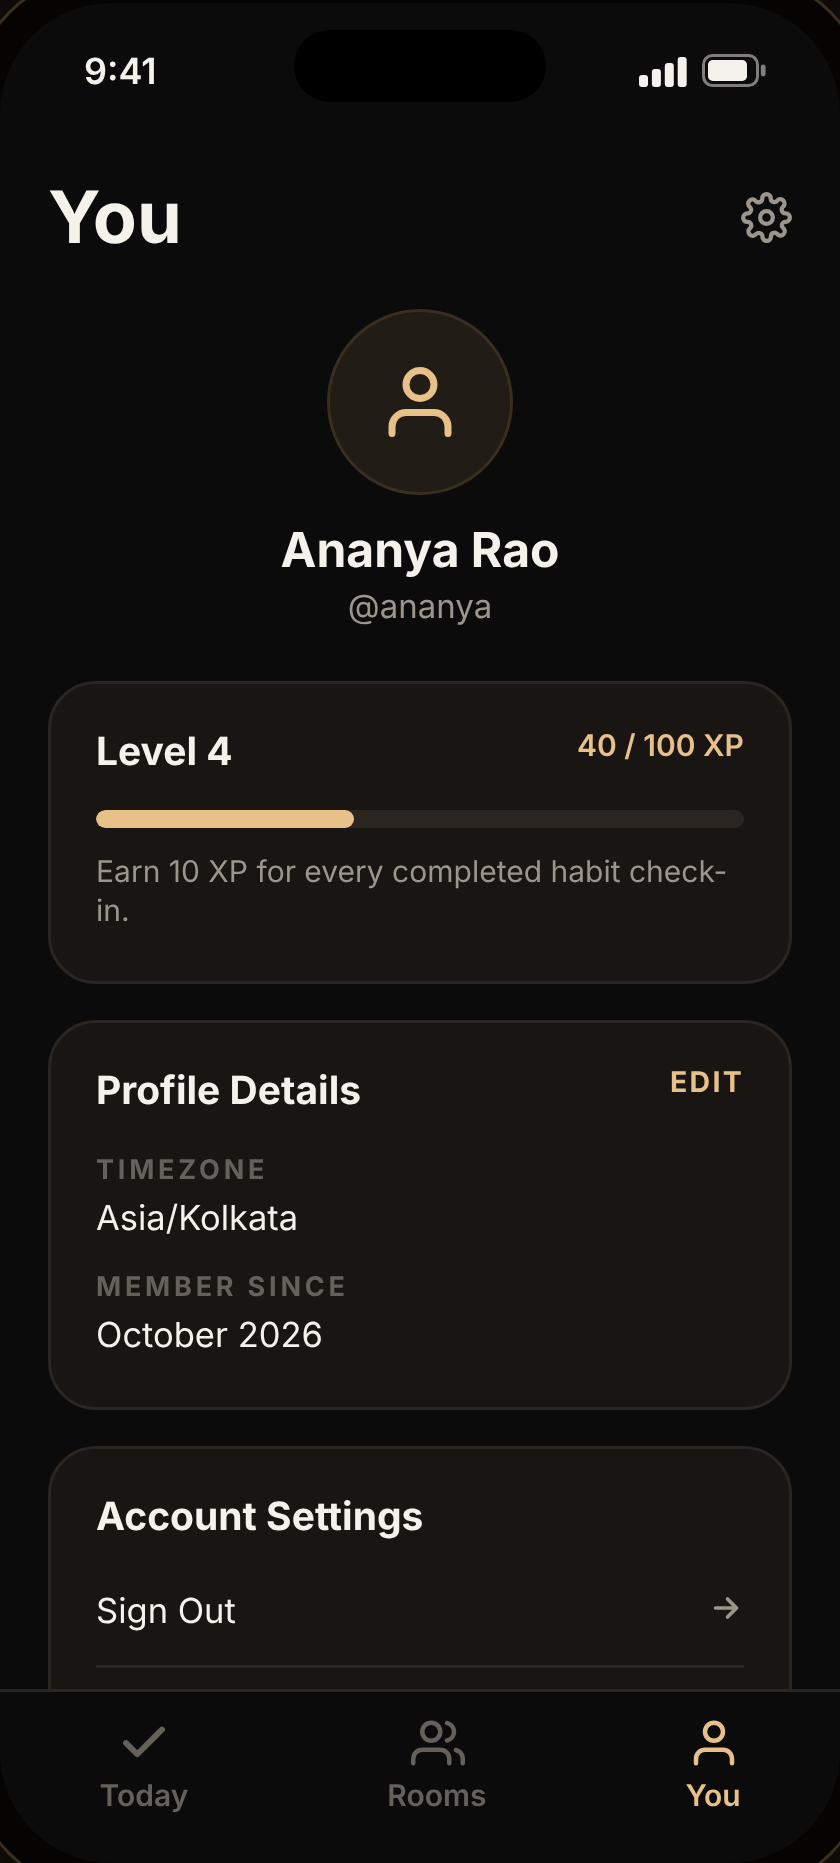 9:41
You
Ananya Rao
@ananya
Level 4
40 / 100 XP
Earn 10 XP for every completed habit check-
in.
Profile Details
EDIT
TIMEZONE
Asia/Kolkata
MEMBER SINCE
October 2026
Account Settings
Sign Out
Today
Rooms
You